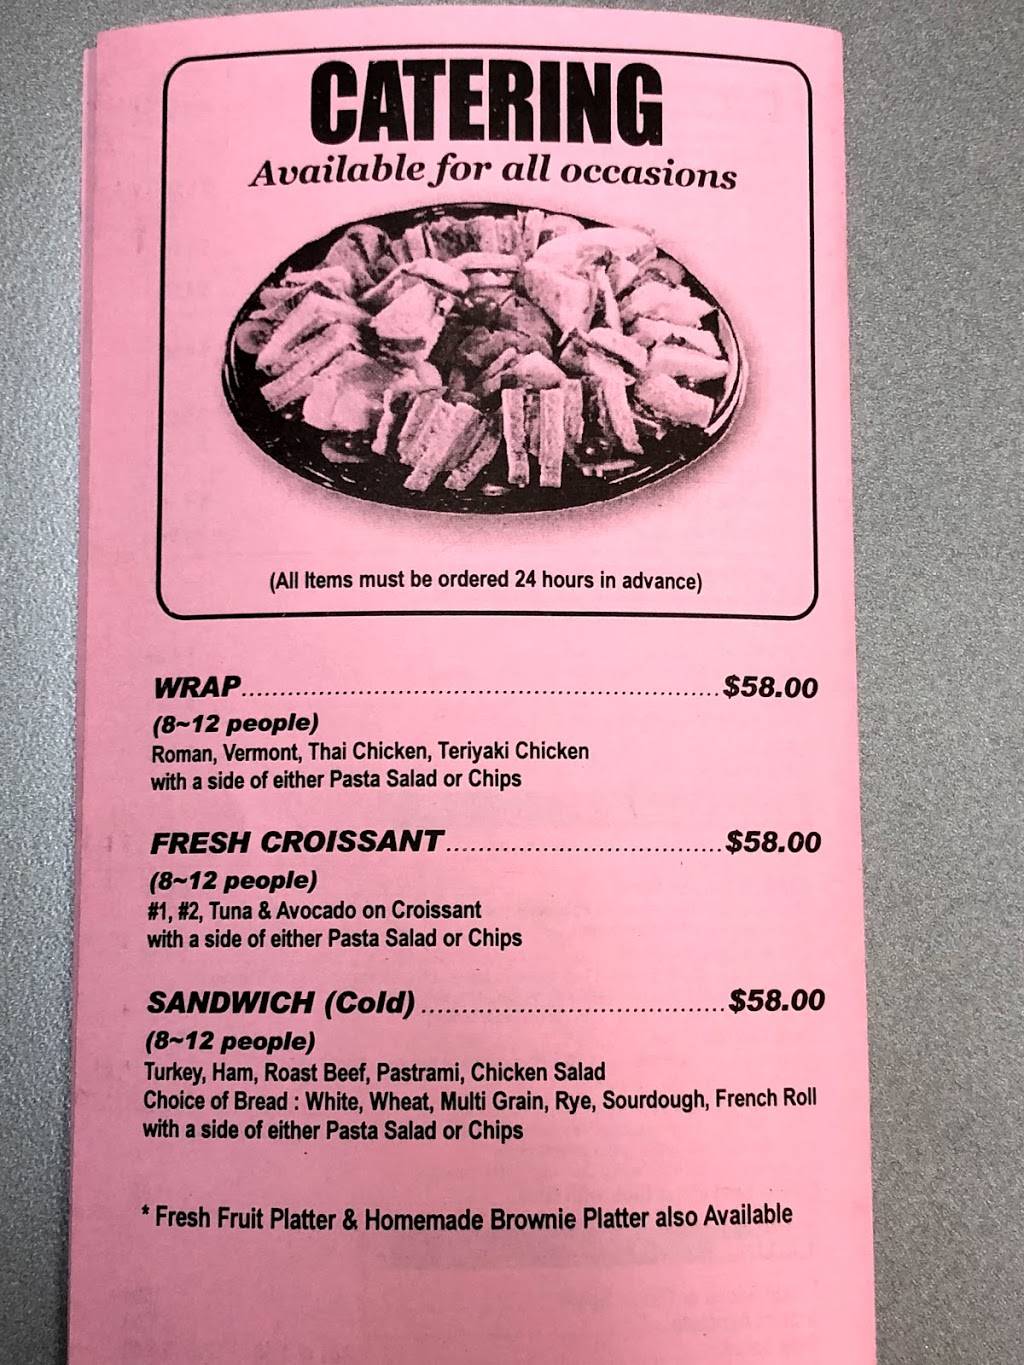 CATERING
Available for all occasions
(All Items must be ordered 24 hours in advance)
WRAP............................................................$58.00
(8~12 people)
Roman, Vermont, Thai Chicken, Teriyaki Chicken
with a side of either Pasta Salad or Chips
FRESH CROISSANT...................................$58.00
(8~12 people)
#1, #2, Tuna & Avocado on Croissant
with a side of either Pasta Salad or Chips
SANDWICH (Cold)......................................$58.00
(8~12 people)
Turkey, Ham, Roast Beef, Pastrami, Chicken Salad
Choice of Bread : White, Wheat, Multi Grain, Rye, Sourdough, French Roll
with a side of either Pasta Salad or Chips
* Fresh Fruit Platter & Homemade Brownie Platter also Available